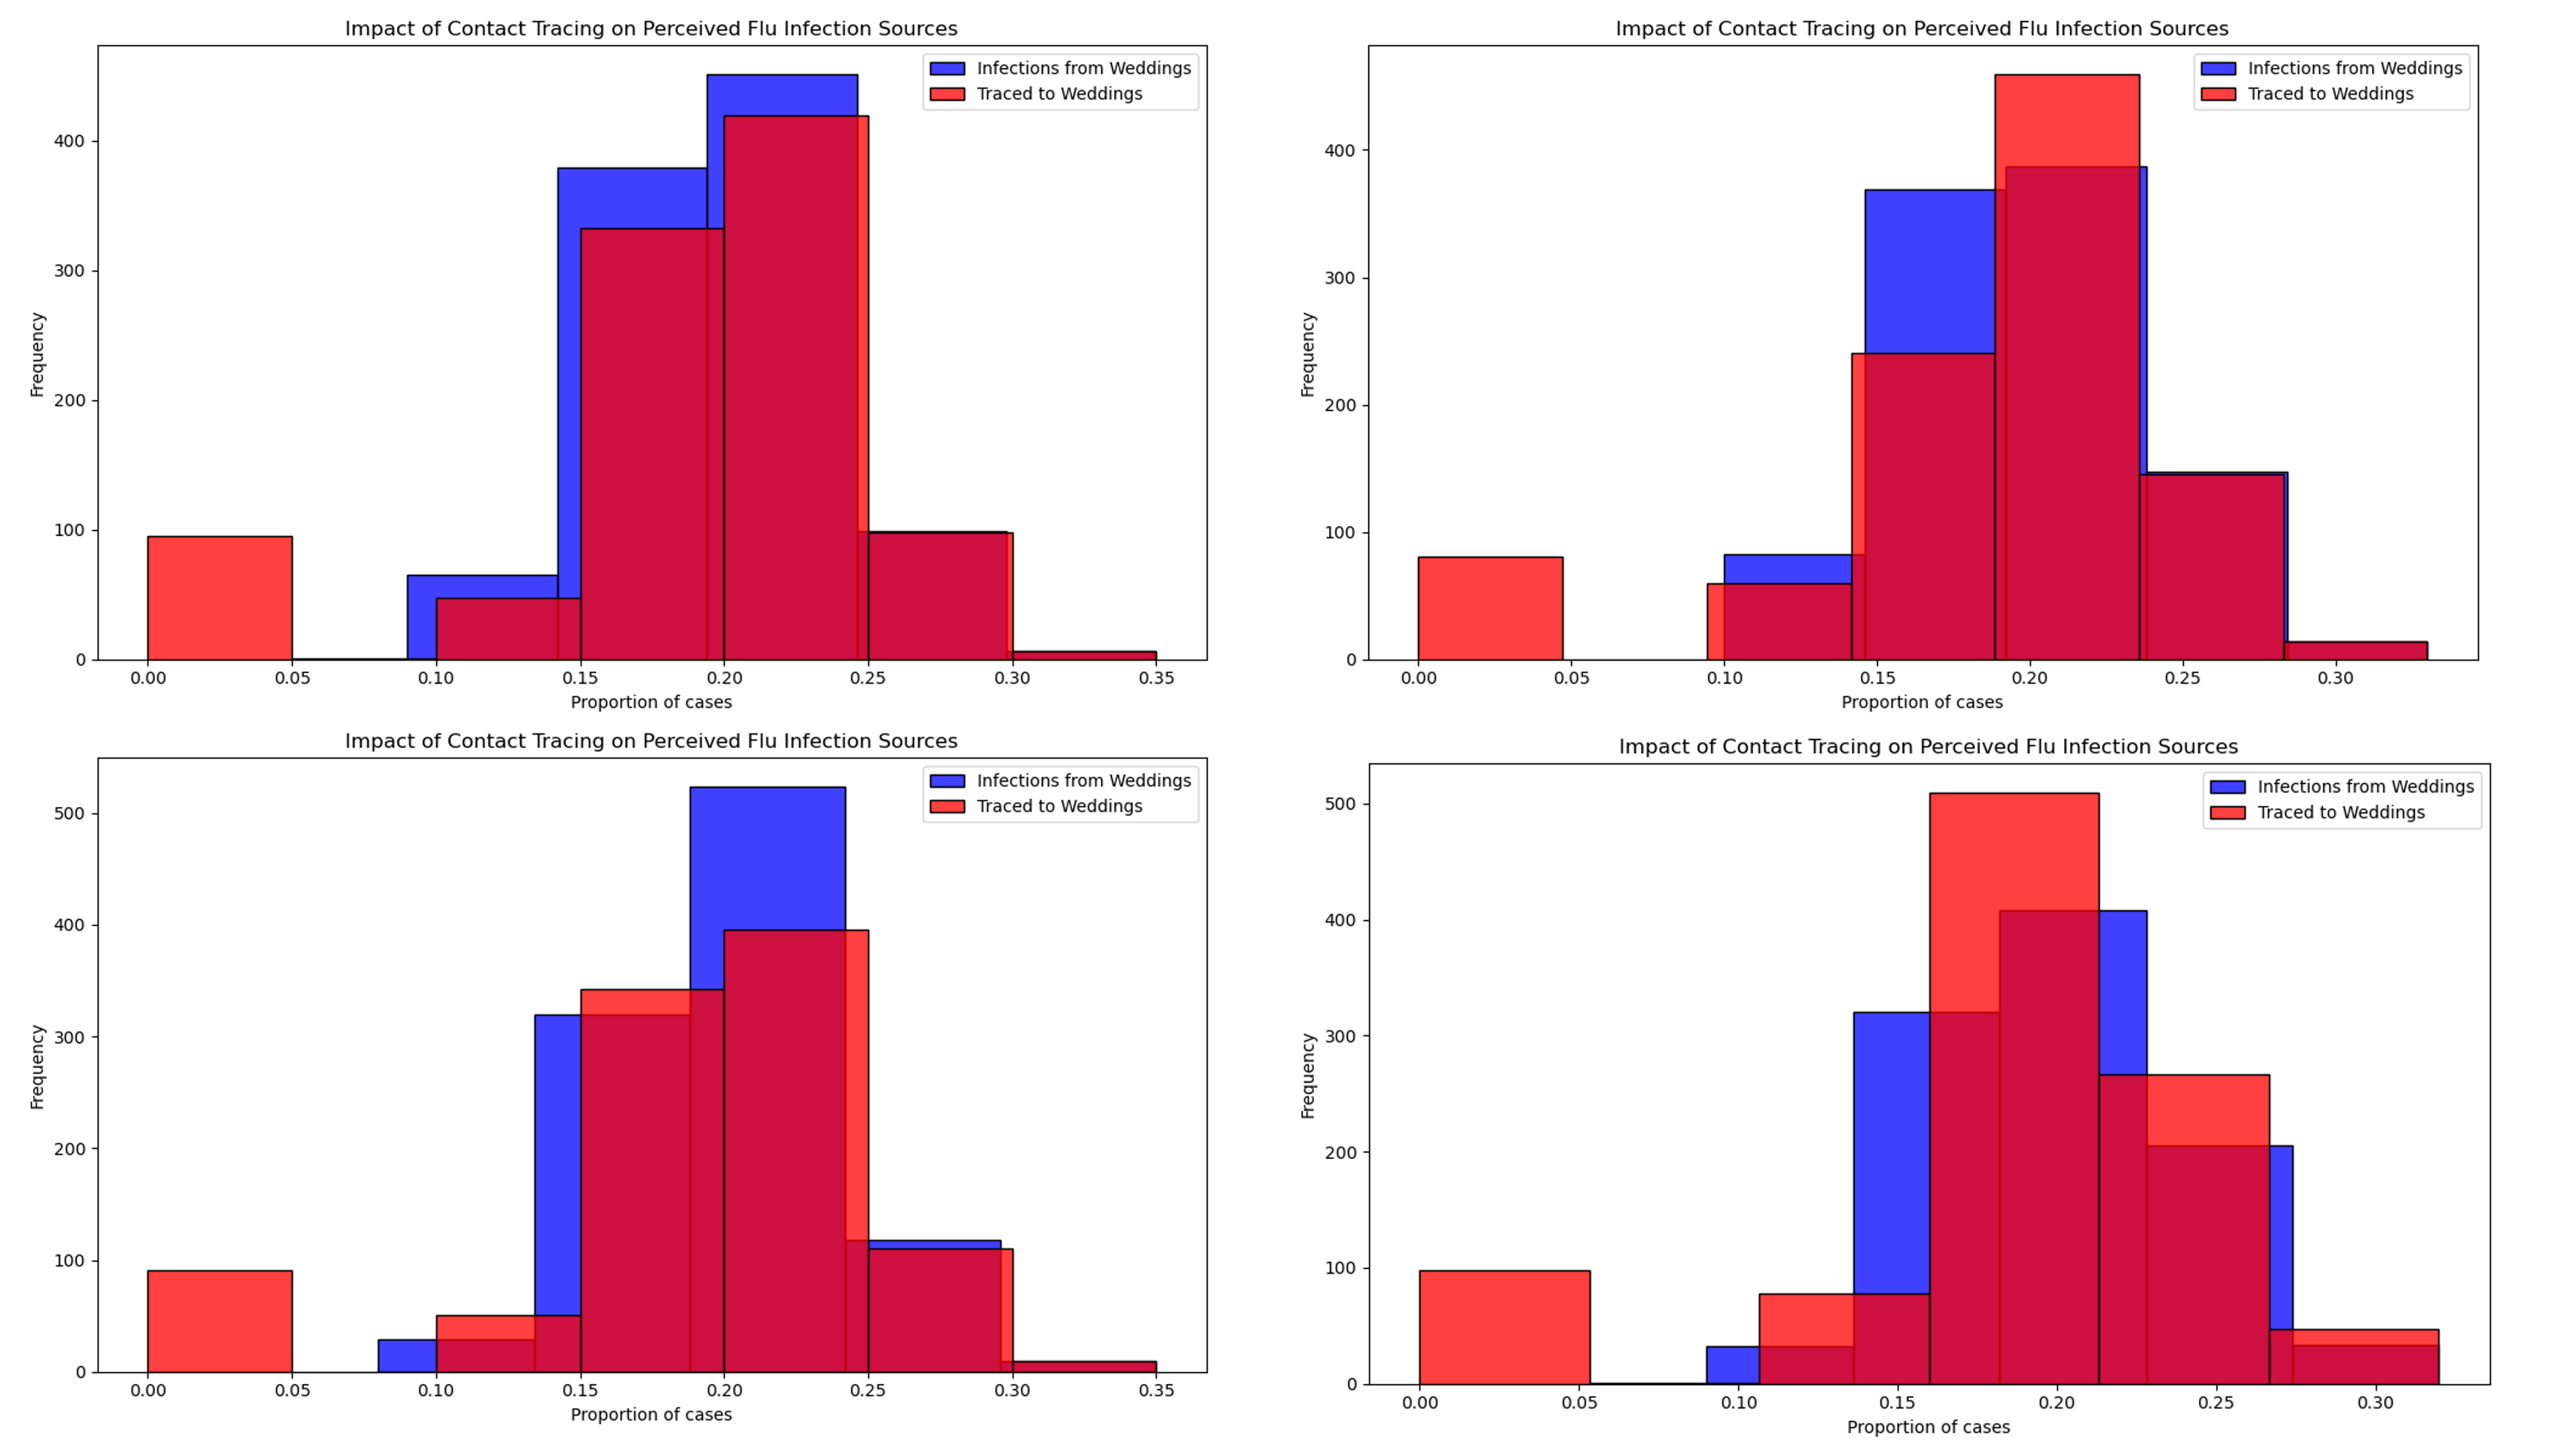 Impact of Contact Tracing on Perceived Flu Infection Sources
Infections from Weddings
Traced to Weddings
Frequency
400
300
200
100
0
0.00 0.05 0.10 0.15 0.20 0.25 0.30 0.35
Proportion of cases
Impact of Contact Tracing on Perceived Flu Infection Sources
Infections from Weddings
Traced to Weddings
Frequency
400
300
200
100
0
0.00 0.05 0.10 0.15 0.20 0.25 0.30
Proportion of cases
Impact of Contact Tracing on Perceived Flu Infection Sources
Infections from Weddings
Traced to Weddings
Frequency
500
400
300
200
100
0
0.00 0.05 0.10 0.15 0.20 0.25 0.30 0.35
Proportion of cases
Impact of Contact Tracing on Perceived Flu Infection Sources
Infections from Weddings
Traced to Weddings
Frequency
500
400
300
200
100
0
0.00 0.05 0.10 0.15 0.20 0.25 0.30
Proportion of cases